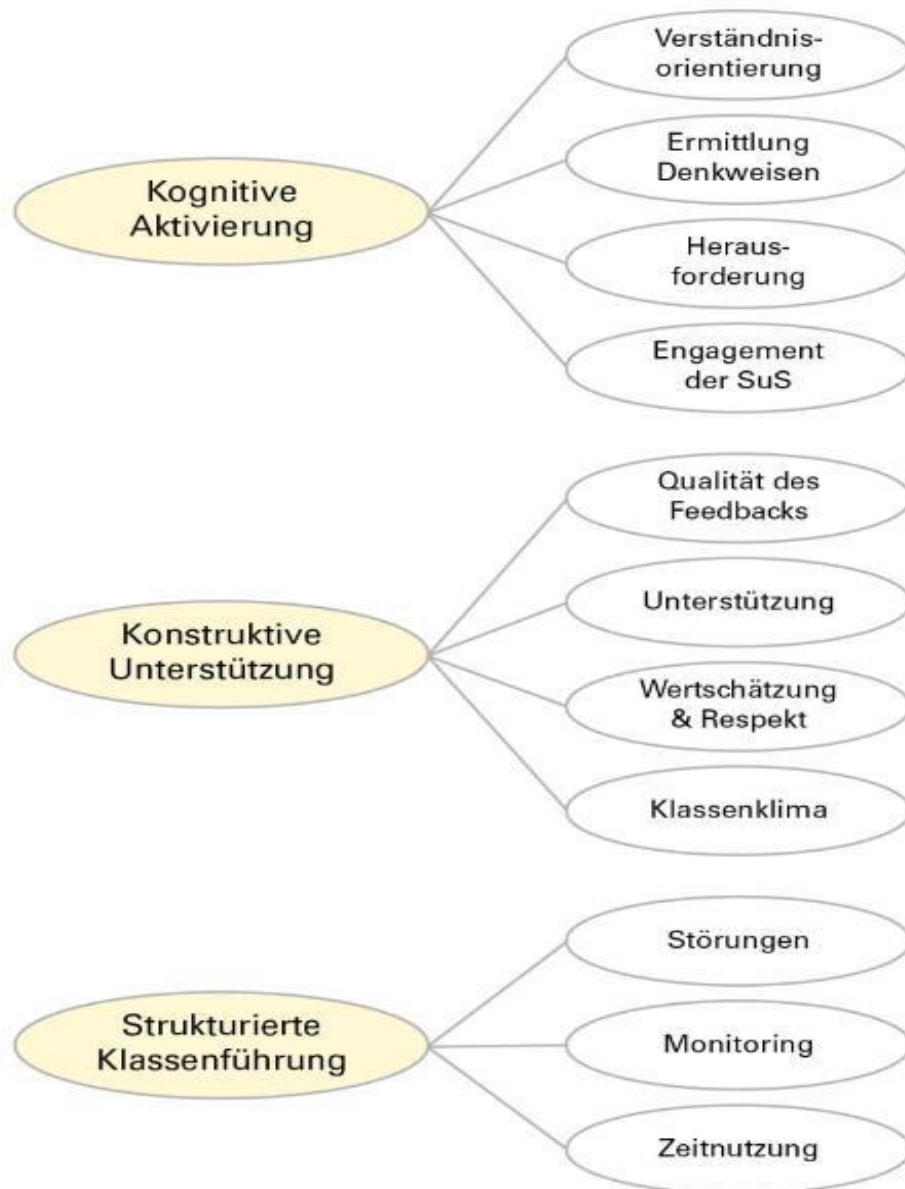 Kognitive
Aktivierung
Verständnis-
orientierung
Ermittlung
Denkweisen
Heraus-
forderung
Engagement
der SuS
Konstruktive
Unterstützung
Qualität des
Feedbacks
Unterstützung
Wertschätzung
& Respekt
Klassenklima
Strukturierte
Klassenführung
Störungen
Monitoring
Zeitnutzung